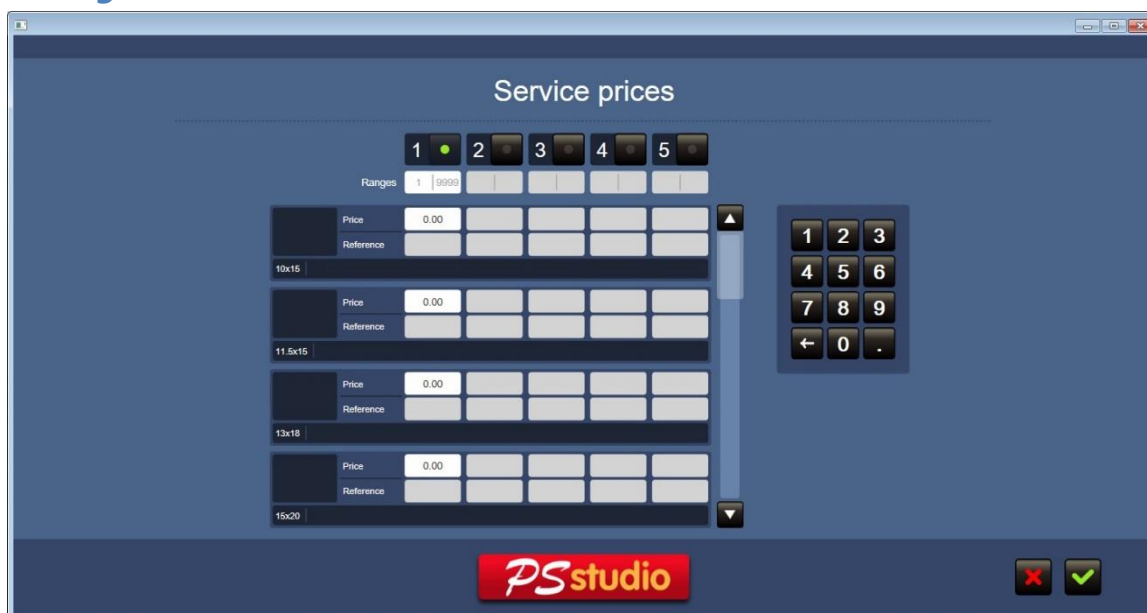 Service prices
1 2 3 4 5
Ranges 1 9999
Price 0.00
Reference
10x15
Price 0.00
Reference
11.5x15
Price 0.00
Reference
13x18
Price 0.00
Reference
15x20
1 2 3
4 5 6
7 8 9
← 0 .
PSstudio